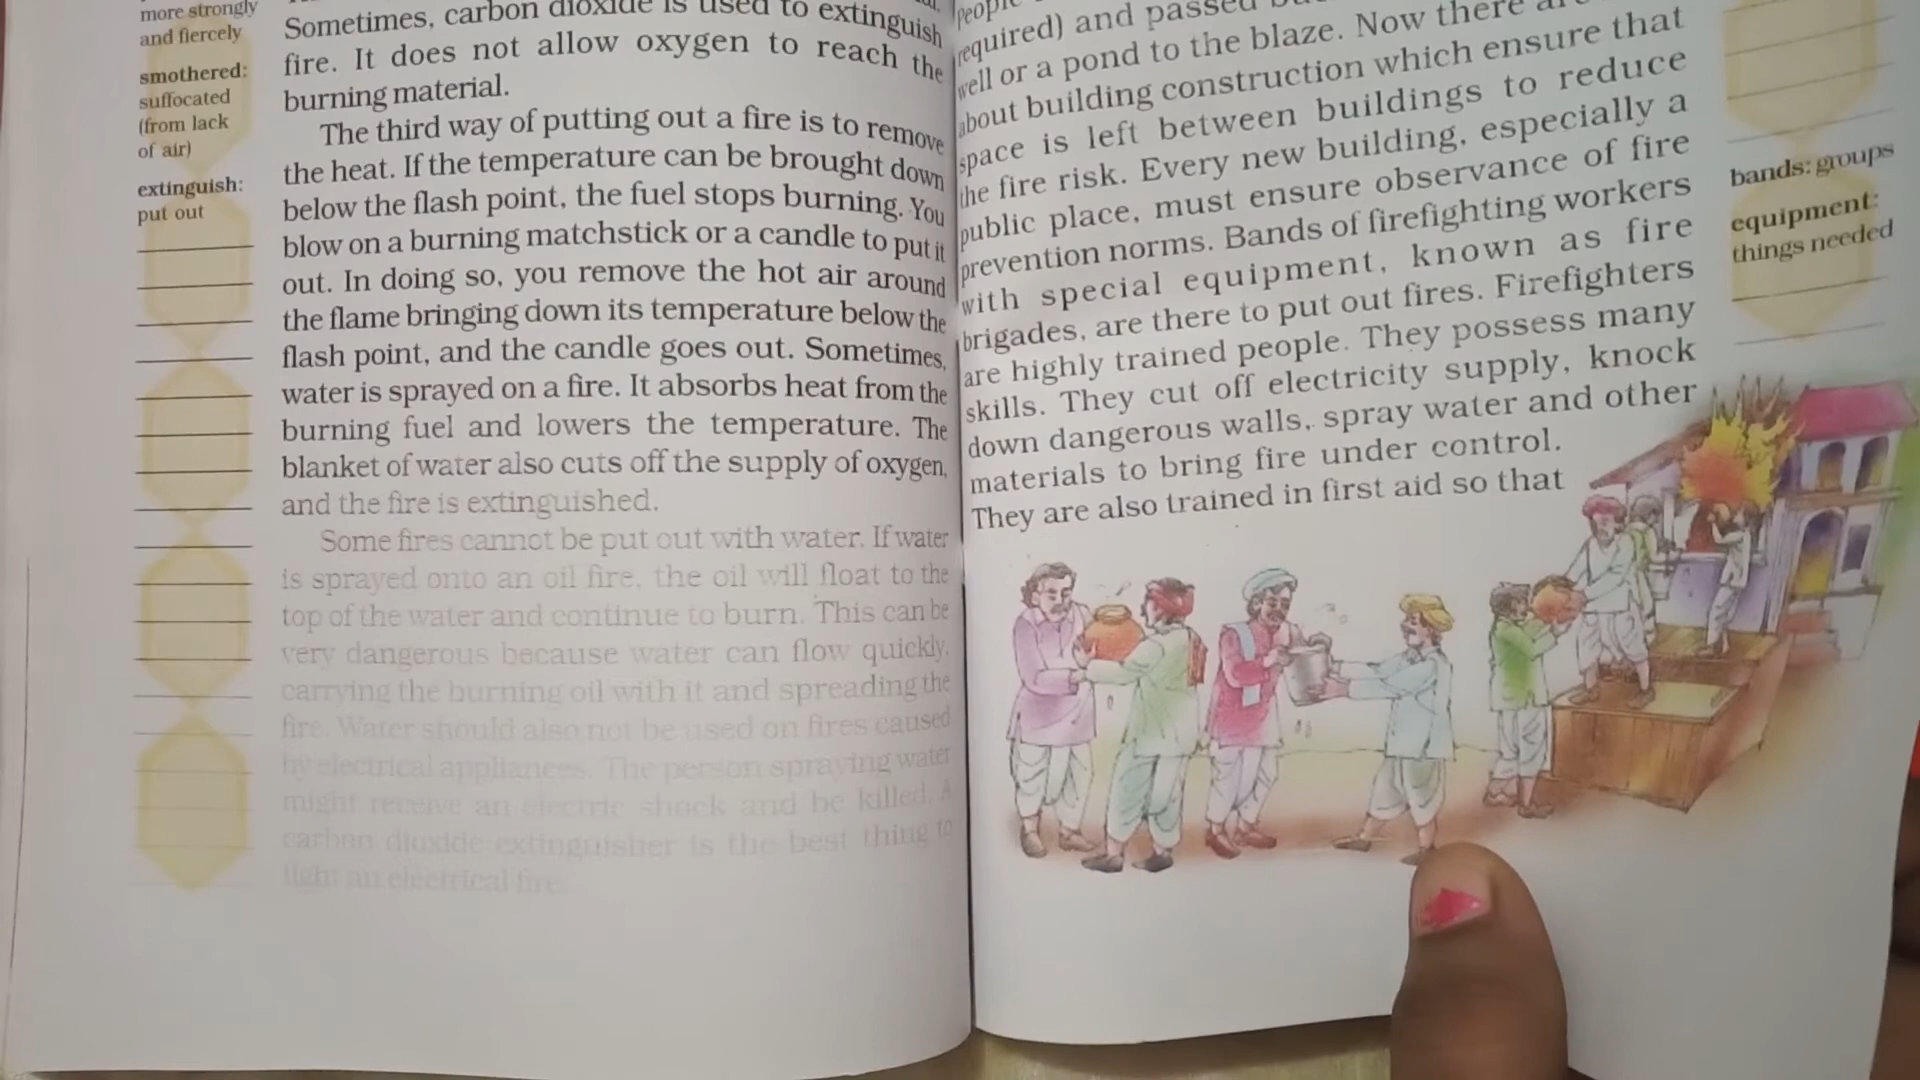 more strongly
and fiercely
smothered:
suffocated
(from lack
of air)
extinguish:
put out
Sometimes, carbon dioxide is used to extinguish
fire. It does not allow oxygen to reach the
burning material.
The third way of putting out a fire is to remove
the heat. If the temperature can be brought down
below the flash point, the fuel stops burning. You
blow on a burning matchstick or a candle to put it
out. In doing so, you remove the hot air around
the flame bringing down its temperature below the
flash point, and the candle goes out. Sometimes,
water is sprayed on a fire. It absorbs heat from the
burning fuel and lowers the temperature. The
blanket of water also cuts off the supply of oxygen,
and the fire is extinguished.
Some fires cannot be put out with water. If water
is sprayed onto an oil fire, the oil will float to the
top of the water and continue to burn. This can be
very dangerous because water can flow quickly,
carrying the burning oil with it and spreading the
fire. Water should also not be used on fires caused
by electrical appliances. The person spraying water
might receive an electric shock and be killed. A
carbon dioxide extinguisher is the best thing to
fight an electrical fire.
people
required) and passed
well or a pond to the blaze. Now there
about building construction which ensure that
space is left between buildings to reduce
the fire risk. Every new building, especially a
public place, must ensure observance of fire
prevention norms. Bands of firefighting workers
with special equipment, known as fire
brigades, are there to put out fires. Firefighters
are highly trained people. They possess many
skills. They cut off electricity supply, knock
down dangerous walls, spray water and other
materials to bring fire under control.
They are also trained in first aid so that
bands: groups
equipment:
things needed